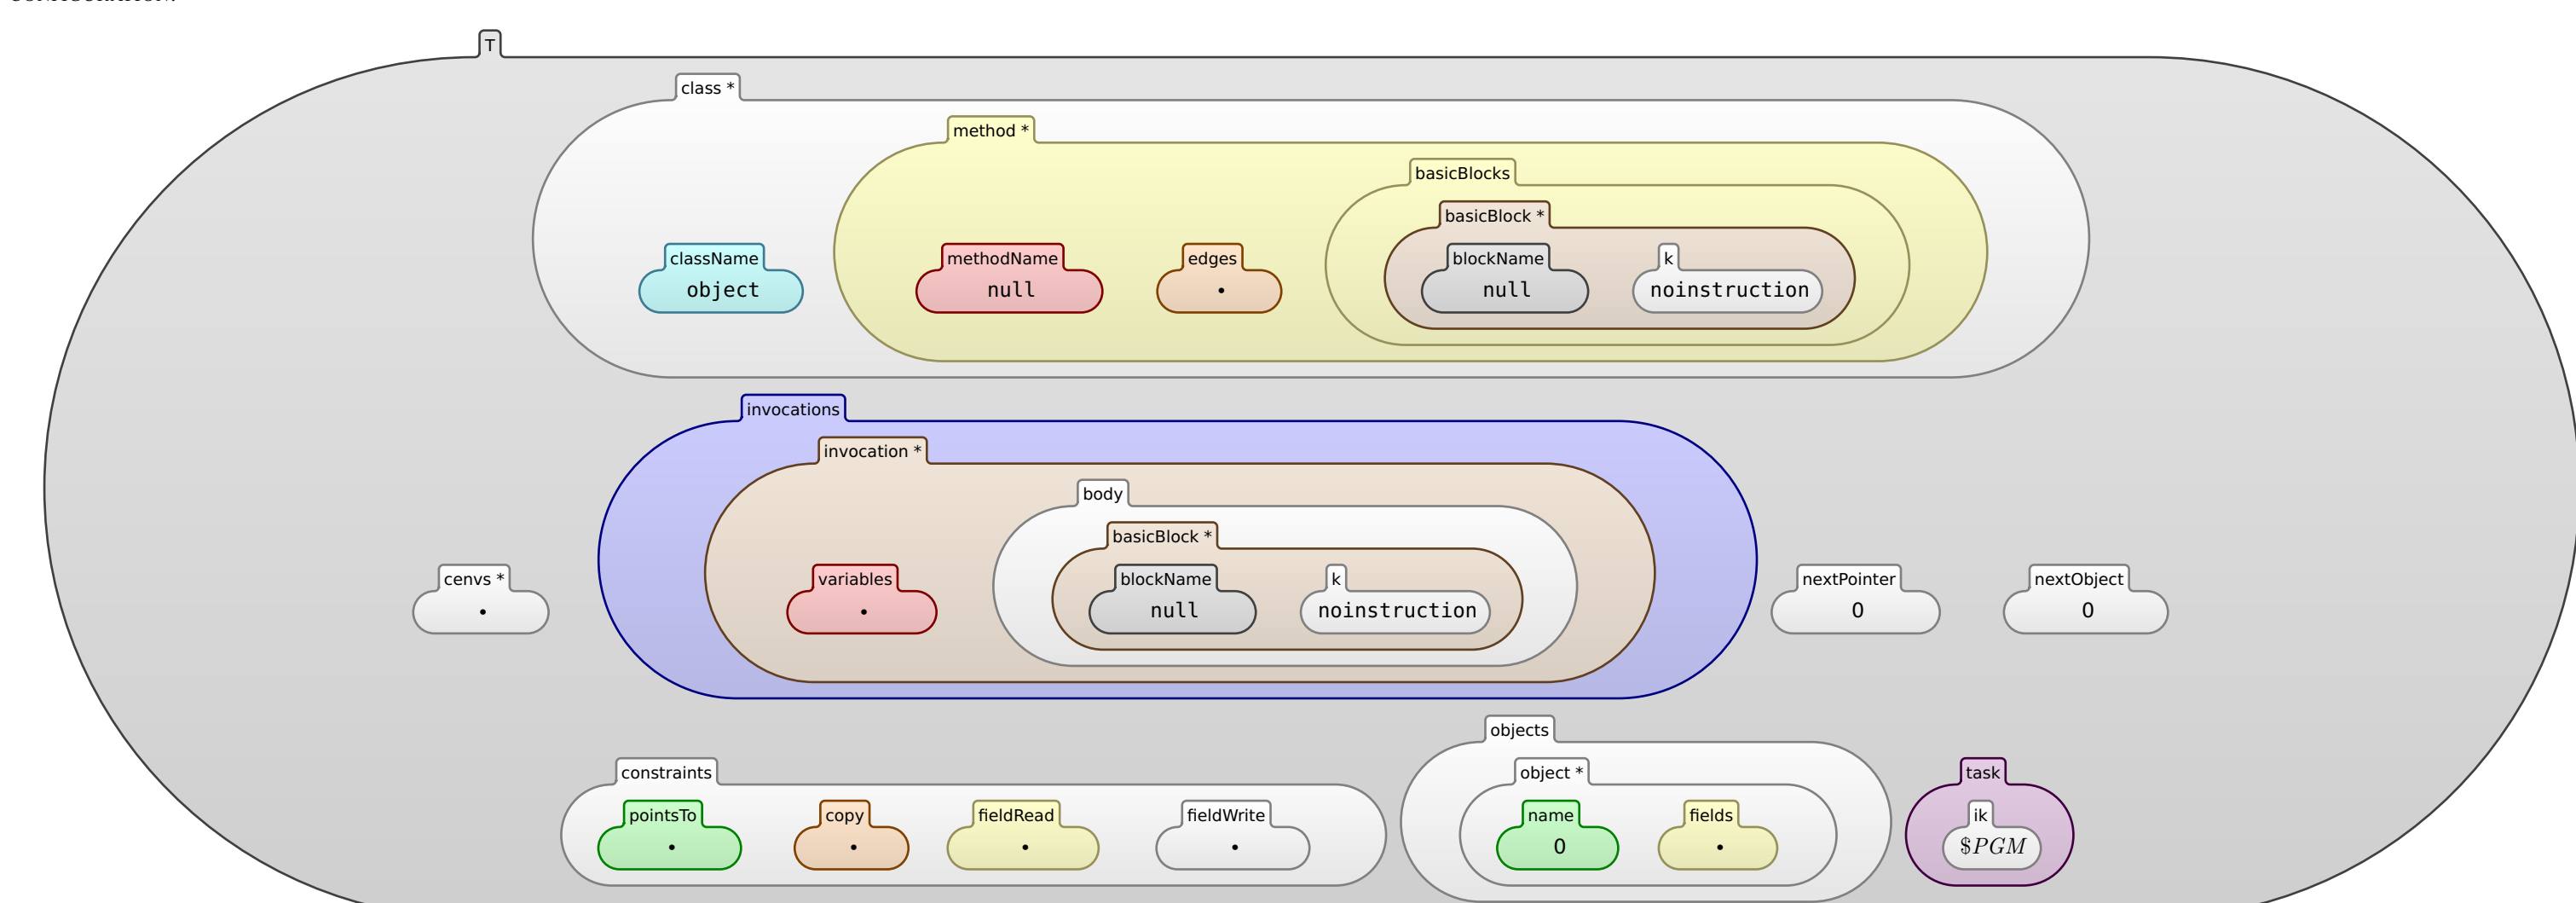 T
class *
method *
basicBlocks
basicBlock *
className methodName edges blockName k
object null • null noinstruction
invocations
invocation *
body
basicBlock *
cenvs * variables blockName k nextPointer nextObject
• • null noinstruction 0 0
objects
constraints object * task
pointsTo copy fieldRead fieldWrite name fields ik
• • • • 0 • $PGM